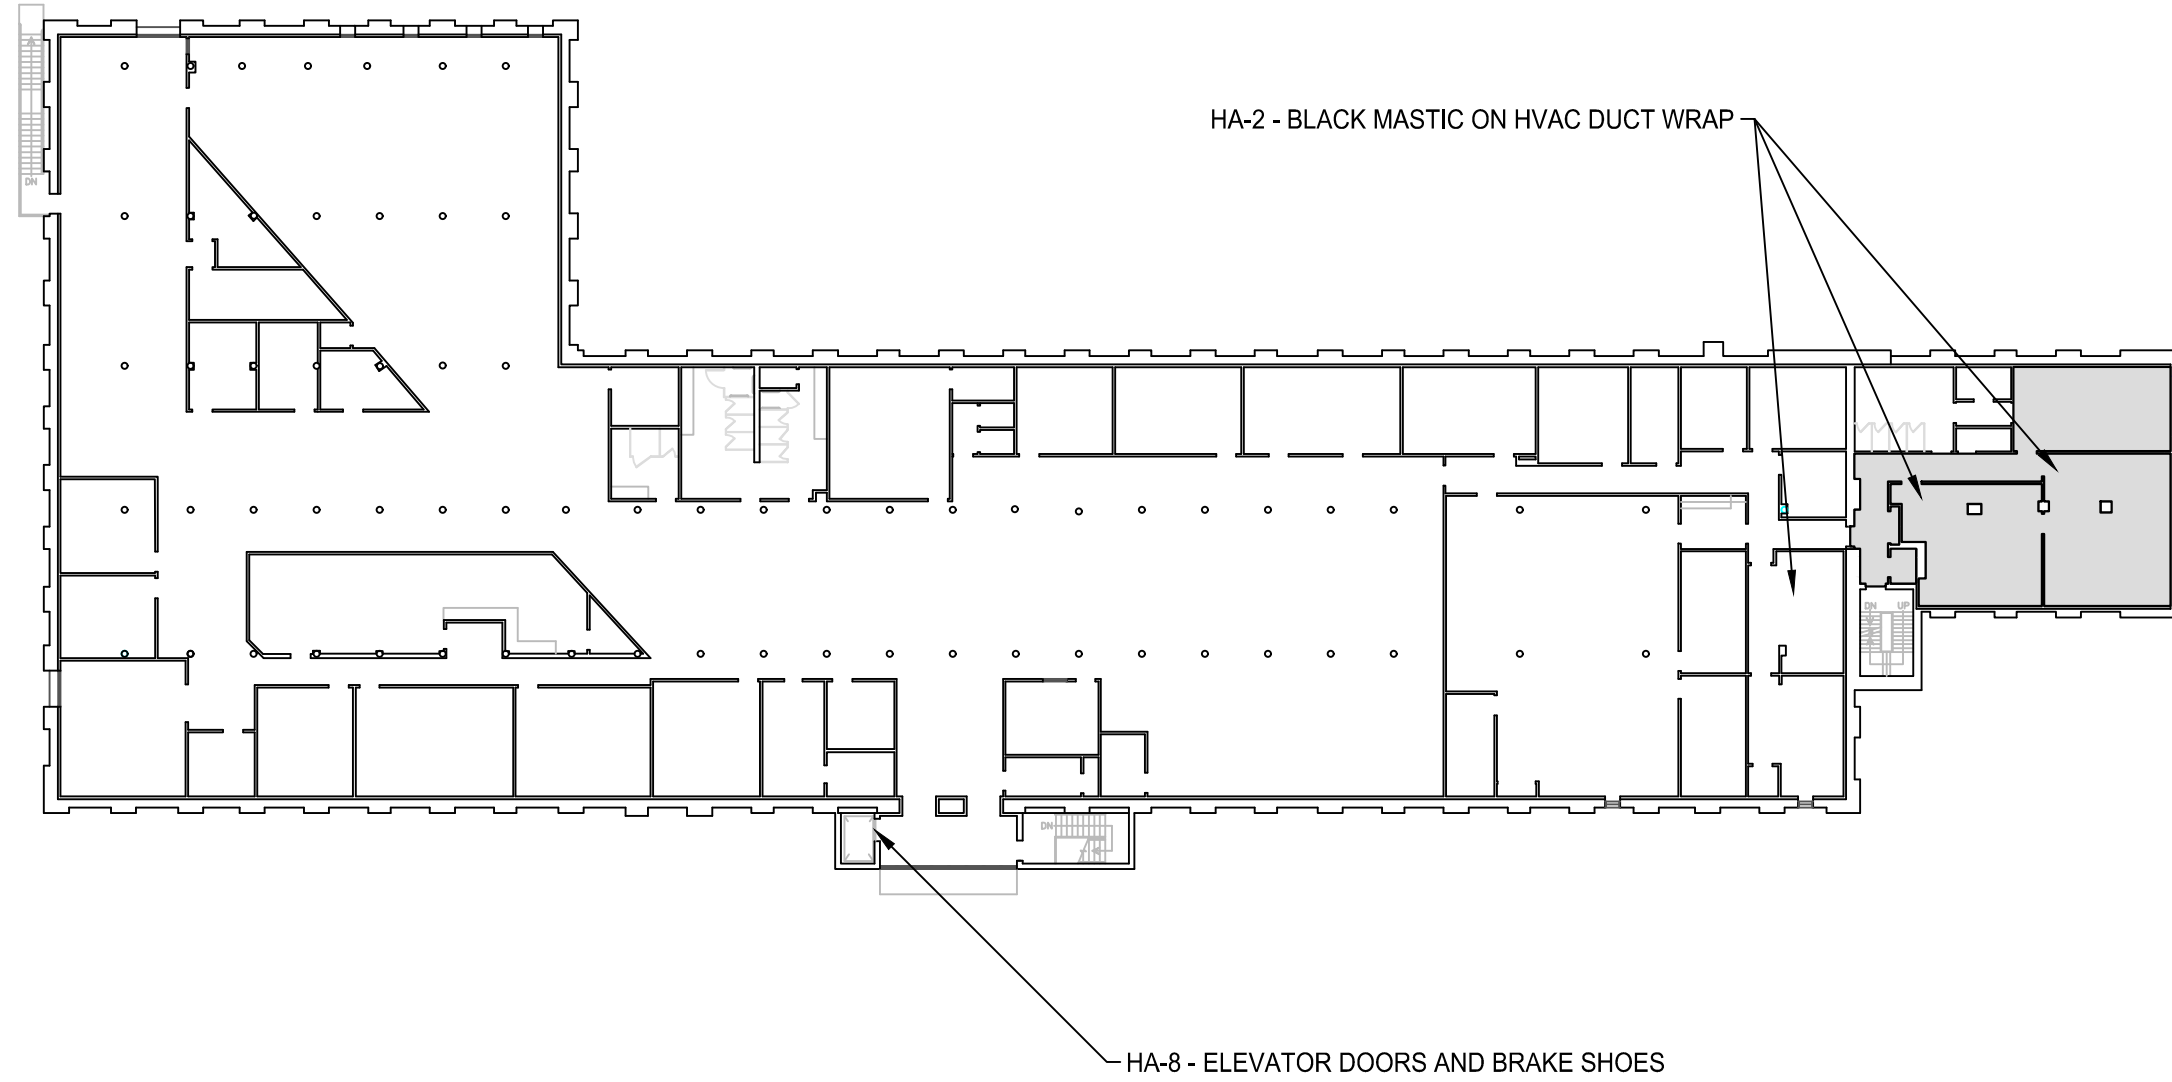 DN
HA-2 - BLACK MASTIC ON HVAC DUCT WRAP
DN UP
DN
HA-8 - ELEVATOR DOORS AND BRAKE SHOES